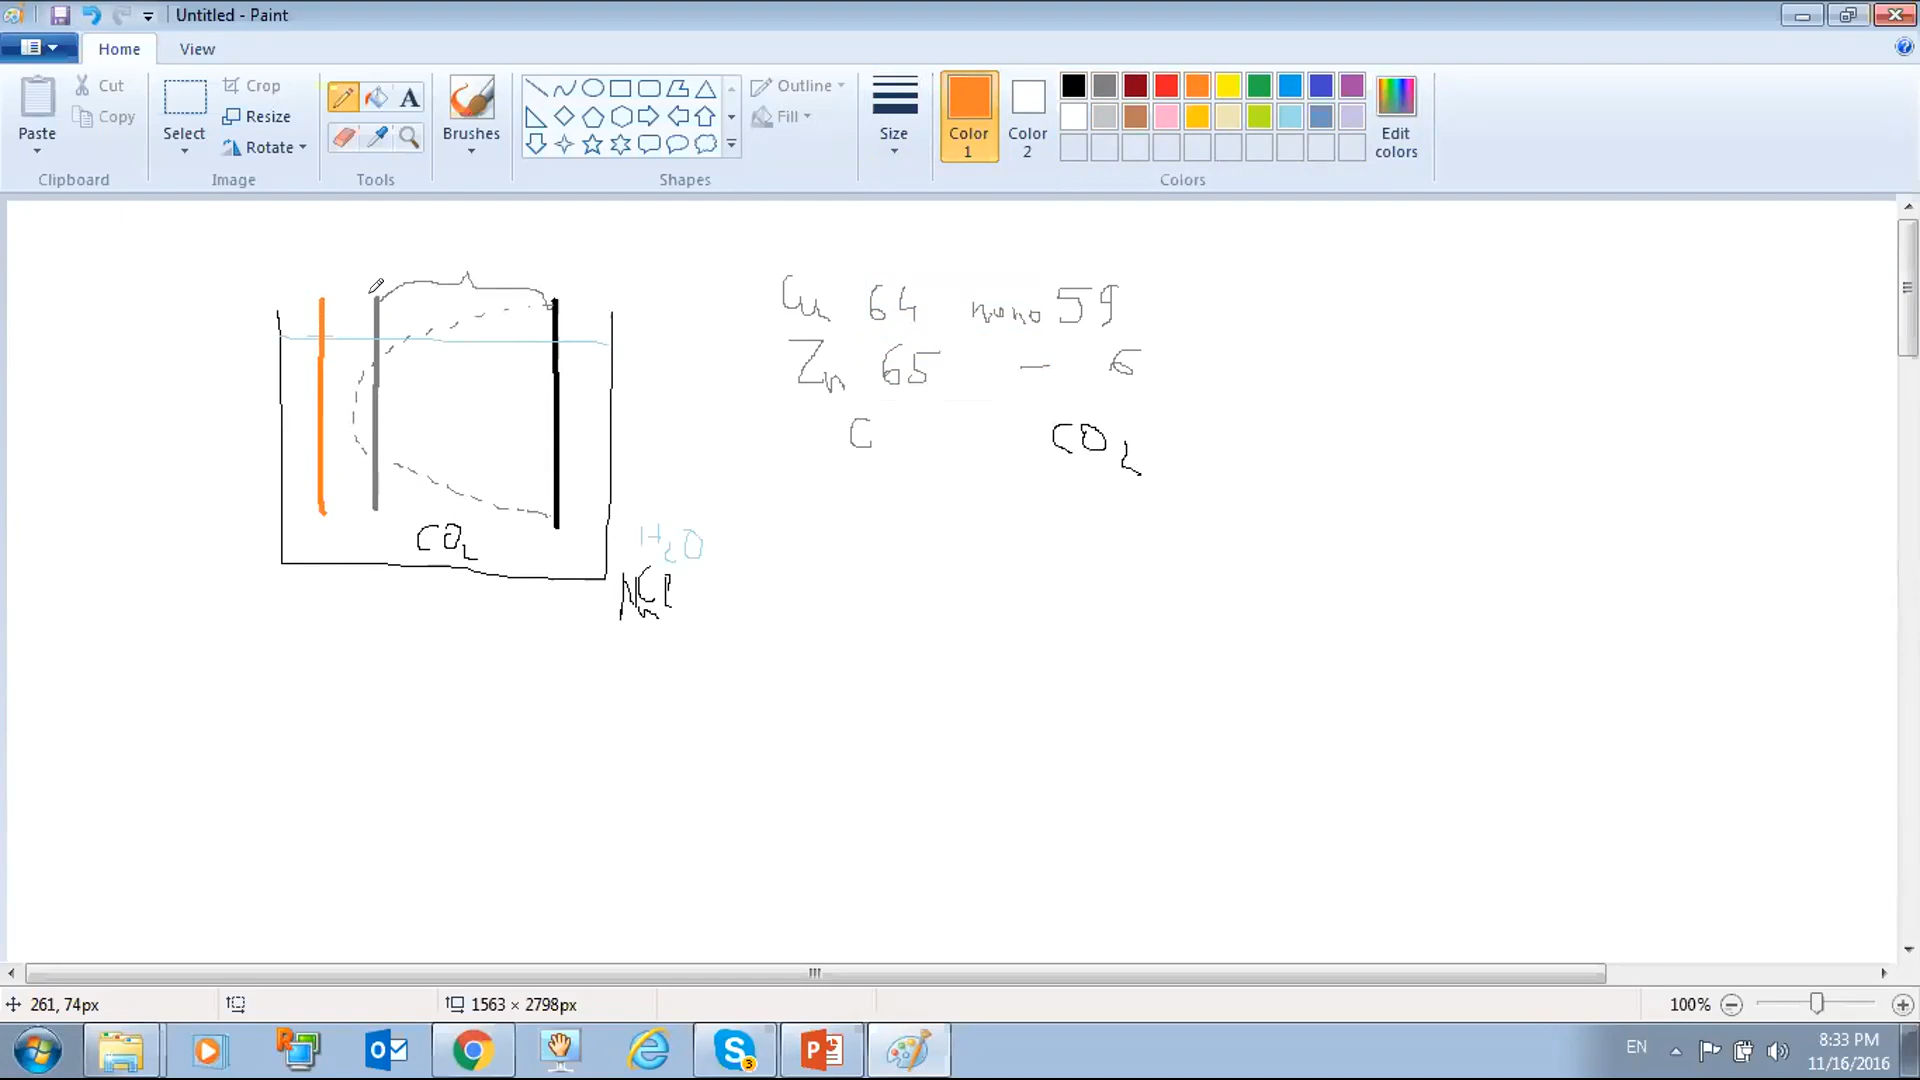 Untitled - Paint
Home View
Paste
Cut
Copy
Clipboard
Select
Crop
Resize
Rotate
Image
A
Tools
Brushes
Shapes
Outline
Fill
Size
Color 1
Color 2
Edit colors
Colors
Cu 64 nano 59
Zn 65 - 6
C CO2
CO2
H2O
261, 74px
1563 × 2798px
100%
EN
8:33 PM
11/16/2016